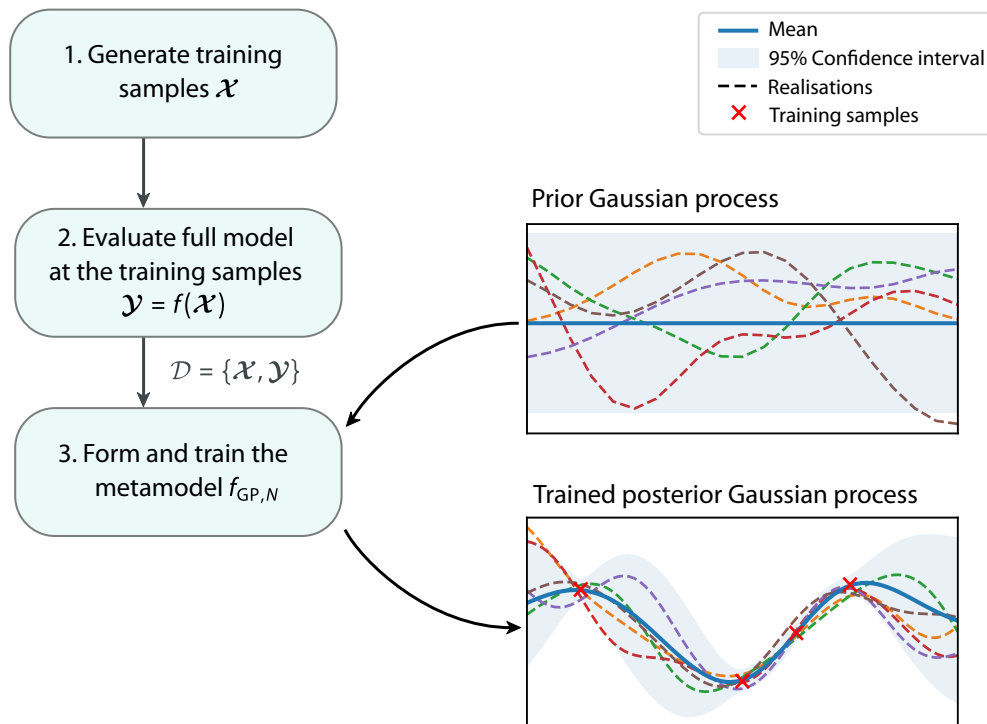 1. Generate training
samples 𝓧
2. Evaluate full model
at the training samples
𝓨 = f(𝓧)
𝒟 = {𝓧, 𝓨}
3. Form and train the
metamodel f_GP,N
Mean
95% Confidence interval
Realisations
Training samples
Prior Gaussian process
Trained posterior Gaussian process